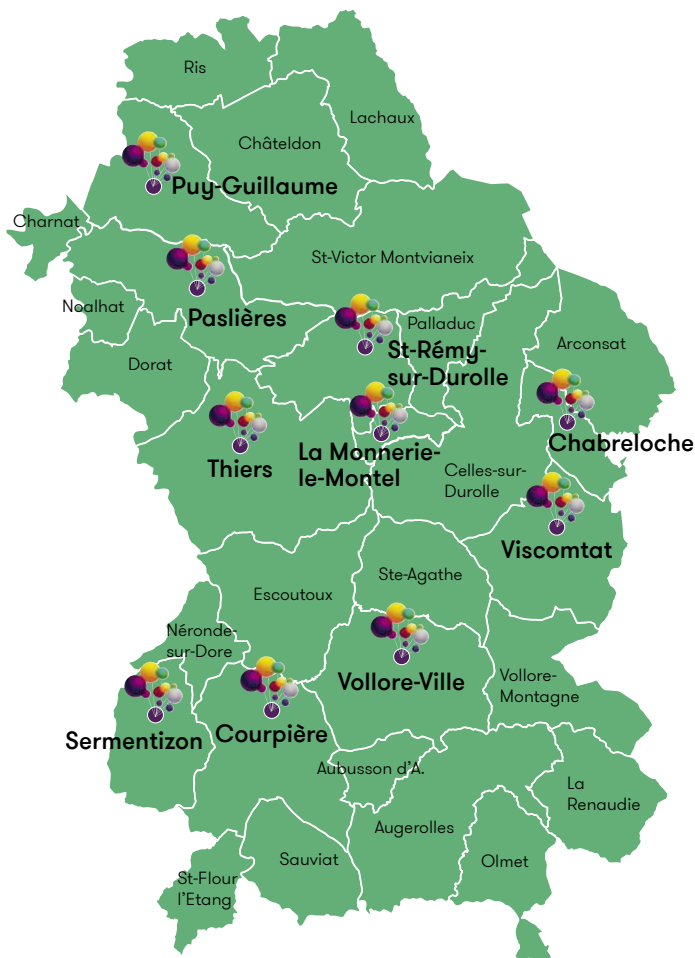 Ris
Lachaux
Châteldon
Puy-Guillaume
Charnat
St-Victor Montvianeix
Noalhat
Paslières
Palladuc
St-Rémy-
sur-Durolle
Arconsat
Dorat
Chabreloche
La Monnerie-
le-Montel
Thiers
Celles-sur-
Durolle
Viscomtat
Ste-Agathe
Escoutoux
Néronde-
sur-Dore
Vollore-Ville
Vollore-
Montagne
Sermentizon
Courpière
Aubusson d'A.
La
Renaudie
Augerolles
Sauviat
Olmet
St-Flour
l'Etang